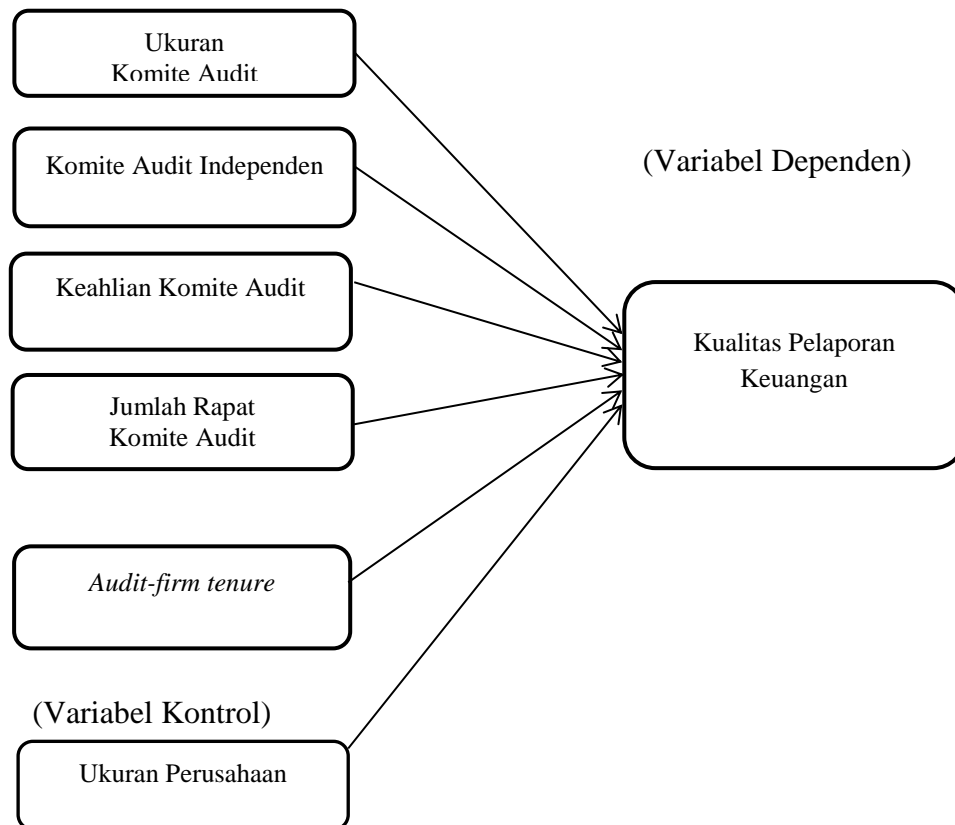 Ukuran
Komite Audit
Komite Audit Independen
(Variabel Dependen)
Keahlian Komite Audit
Kualitas Pelaporan
Keuangan
Jumlah Rapat
Komite Audit
Audit-firm tenure
(Variabel Kontrol)
Ukuran Perusahaan